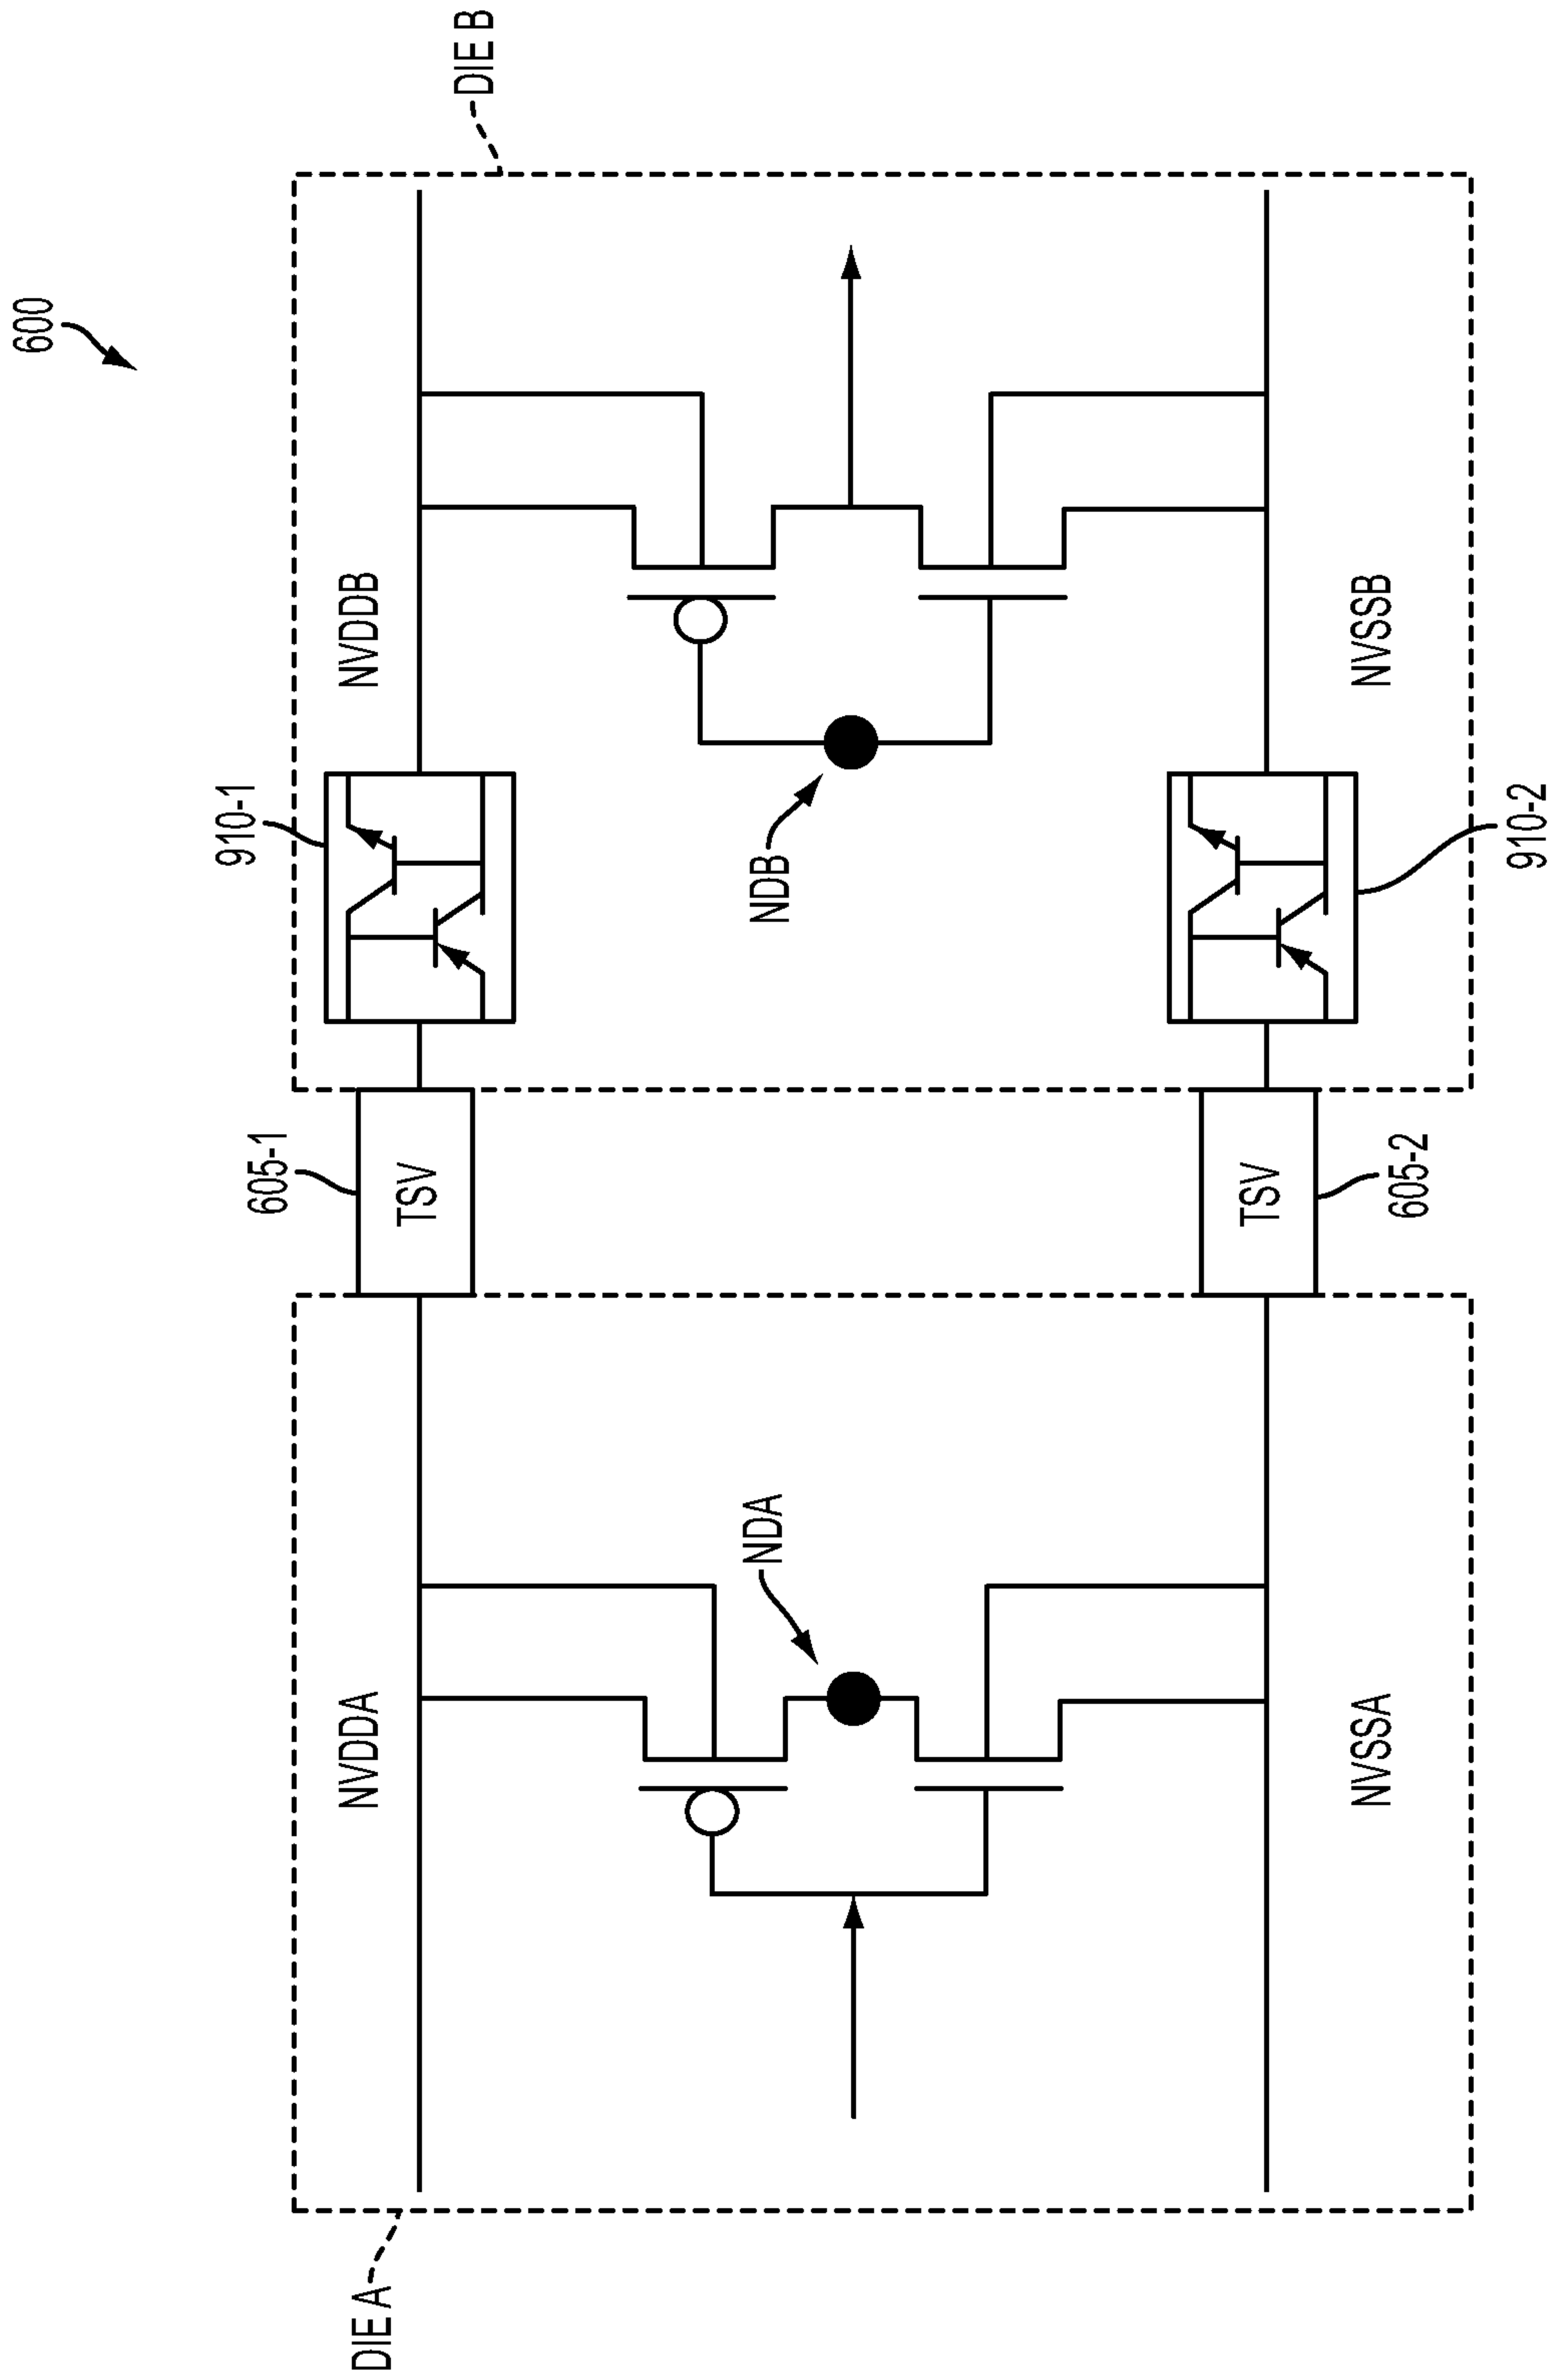 600
DIE A
DIE B
NVDDA
605-1
TSV
910-1
NVDDB
NDA
NDB
NVSSA
605-2
TSV
910-2
NVSSB